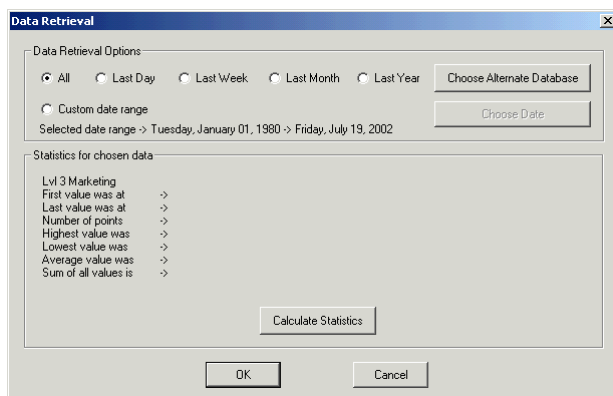 Data Retrieval
Data Retrieval Options
All Last Day Last Week Last Month Last Year Choose Alternate Database
Custom date range Choose Date
Selected date range -> Tuesday, January 01, 1980 -> Friday, July 19, 2002
Statistics for chosen data
Lvl 3 Marketing
First value was at ->
Last value was at ->
Number of points ->
Highest value was ->
Lowest value was ->
Average value was ->
Sum of all values is ->
Calculate Statistics
OK Cancel